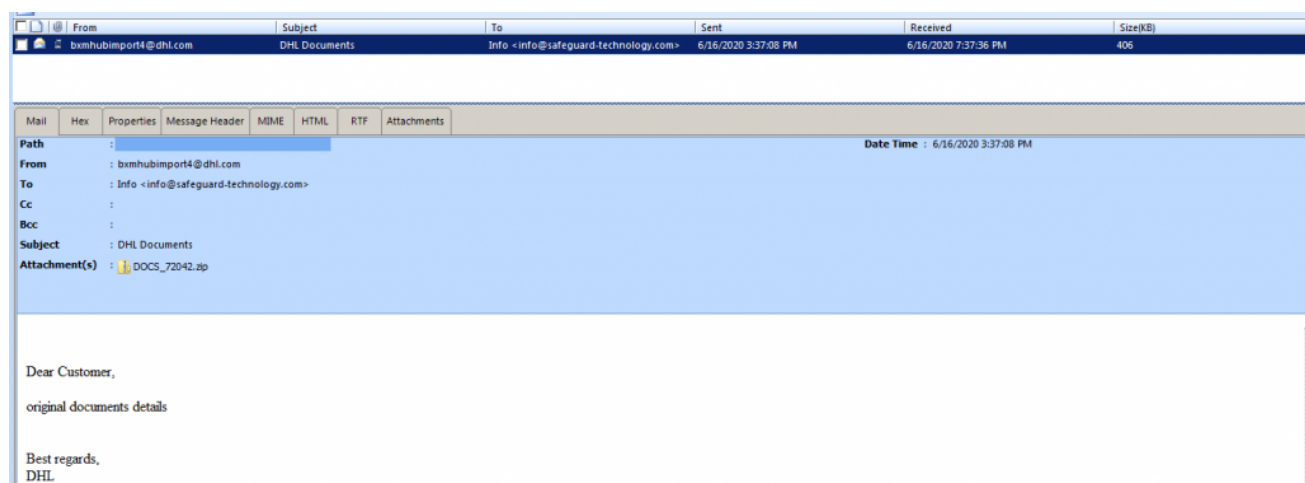 From Subject To Sent Received Size(KB)
bxmhubimport4@dhl.com DHL Documents Info <info@safeguard-technology.com> 6/16/2020 3:37:08 PM 6/16/2020 7:37:36 PM 406
Mail Hex Properties Message Header MIME HTML RTF Attachments
Path : Date Time : 6/16/2020 3:37:08 PM
From : bxmhubimport4@dhl.com
To : Info <info@safeguard-technology.com>
Cc :
Bcc :
Subject : DHL Documents
Attachment(s) : DOCS_72042.zip
Dear Customer,
original documents details
Best regards,
DHL